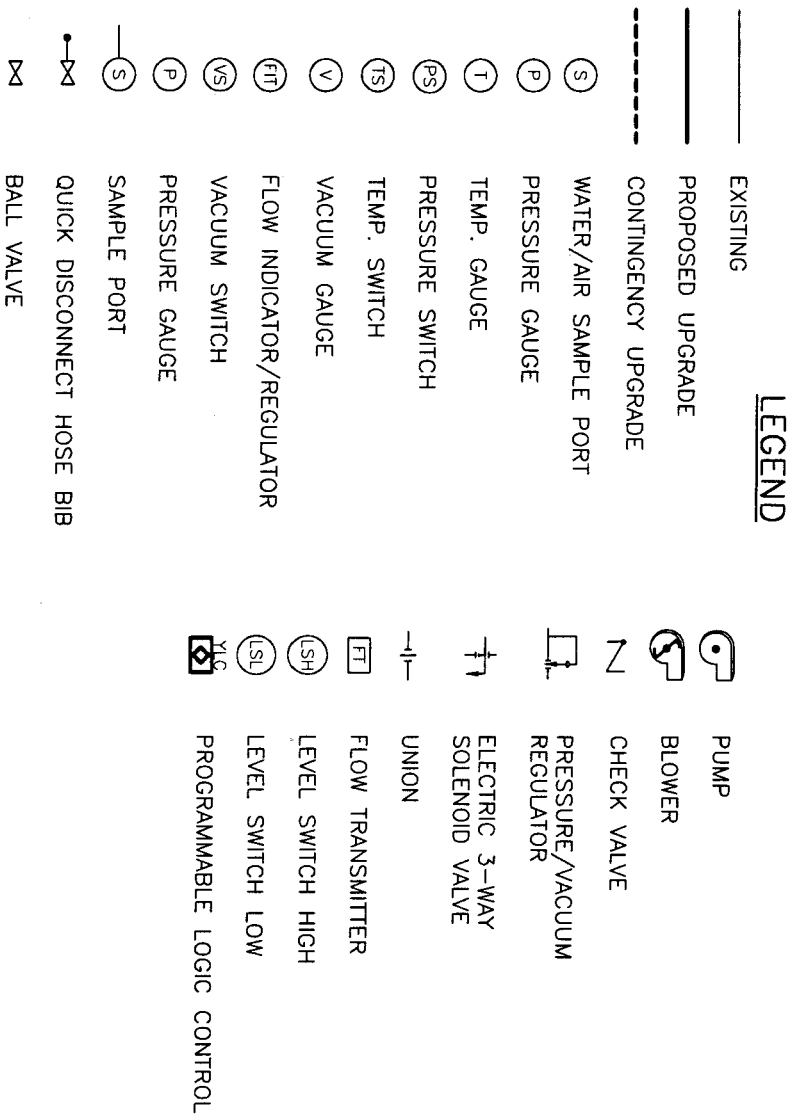 LEGEND
EXISTING
PROPOSED UPGRADE
CONTINGENCY UPGRADE
S WATER/AIR SAMPLE PORT
P PRESSURE GAUGE
T TEMP. GAUGE
PS PRESSURE SWITCH
TS TEMP. SWITCH
V VACUUM GAUGE
FIT FLOW INDICATOR/REGULATOR
VS VACUUM SWITCH
P PRESSURE GAUGE
S SAMPLE PORT
QUICK DISCONNECT HOSE BIB
BALL VALVE
PUMP
BLOWER
CHECK VALVE
PRESSURE/VACUUM
REGULATOR
ELECTRIC 3-WAY
SOLENOID VALVE
UNION
FT FLOW TRANSMITTER
LSH LEVEL SWITCH HIGH
LSL LEVEL SWITCH LOW
PROGRAMMABLE LOGIC CONTROL